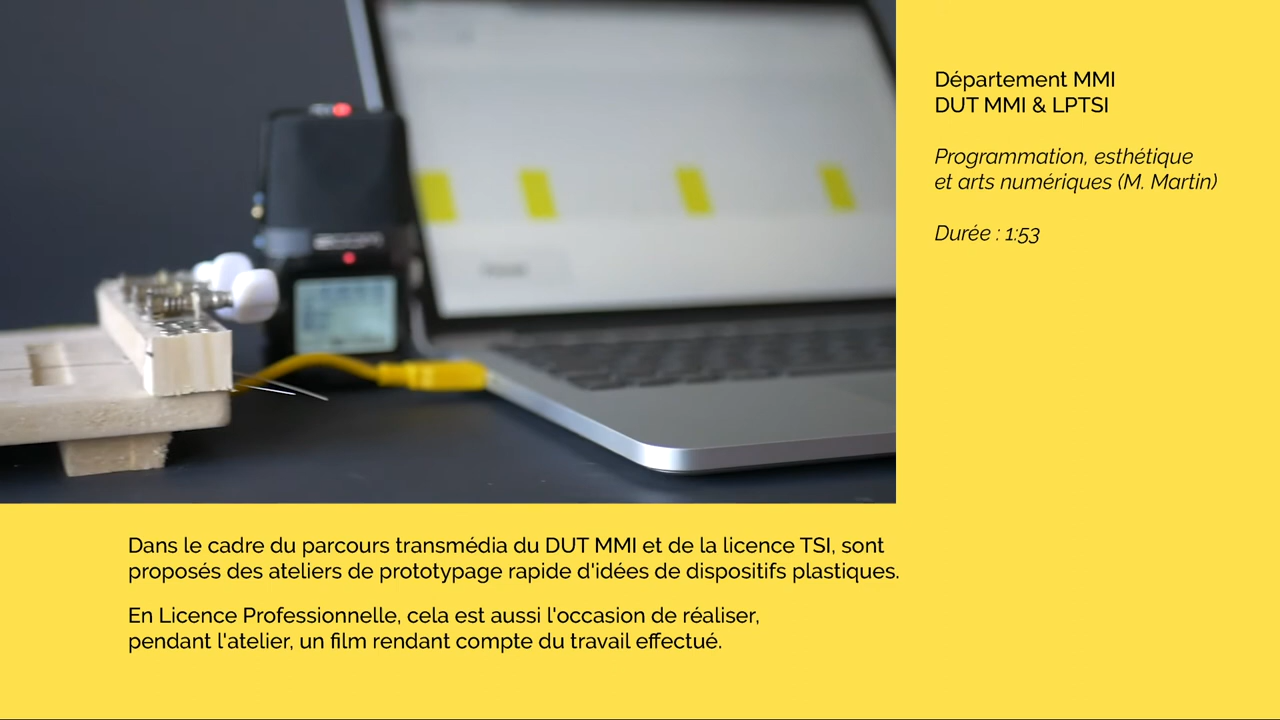 Département MMI
DUT MMI & LPTSI
Programmation, esthétique
et arts numériques (M. Martin)
Durée : 1:53
Dans le cadre du parcours transmédia du DUT MMI et de la licence TSI, sont
proposés des ateliers de prototypage rapide d'idées de dispositifs plastiques.
En Licence Professionnelle, cela est aussi l'occasion de réaliser,
pendant l'atelier, un film rendant compte du travail effectué.